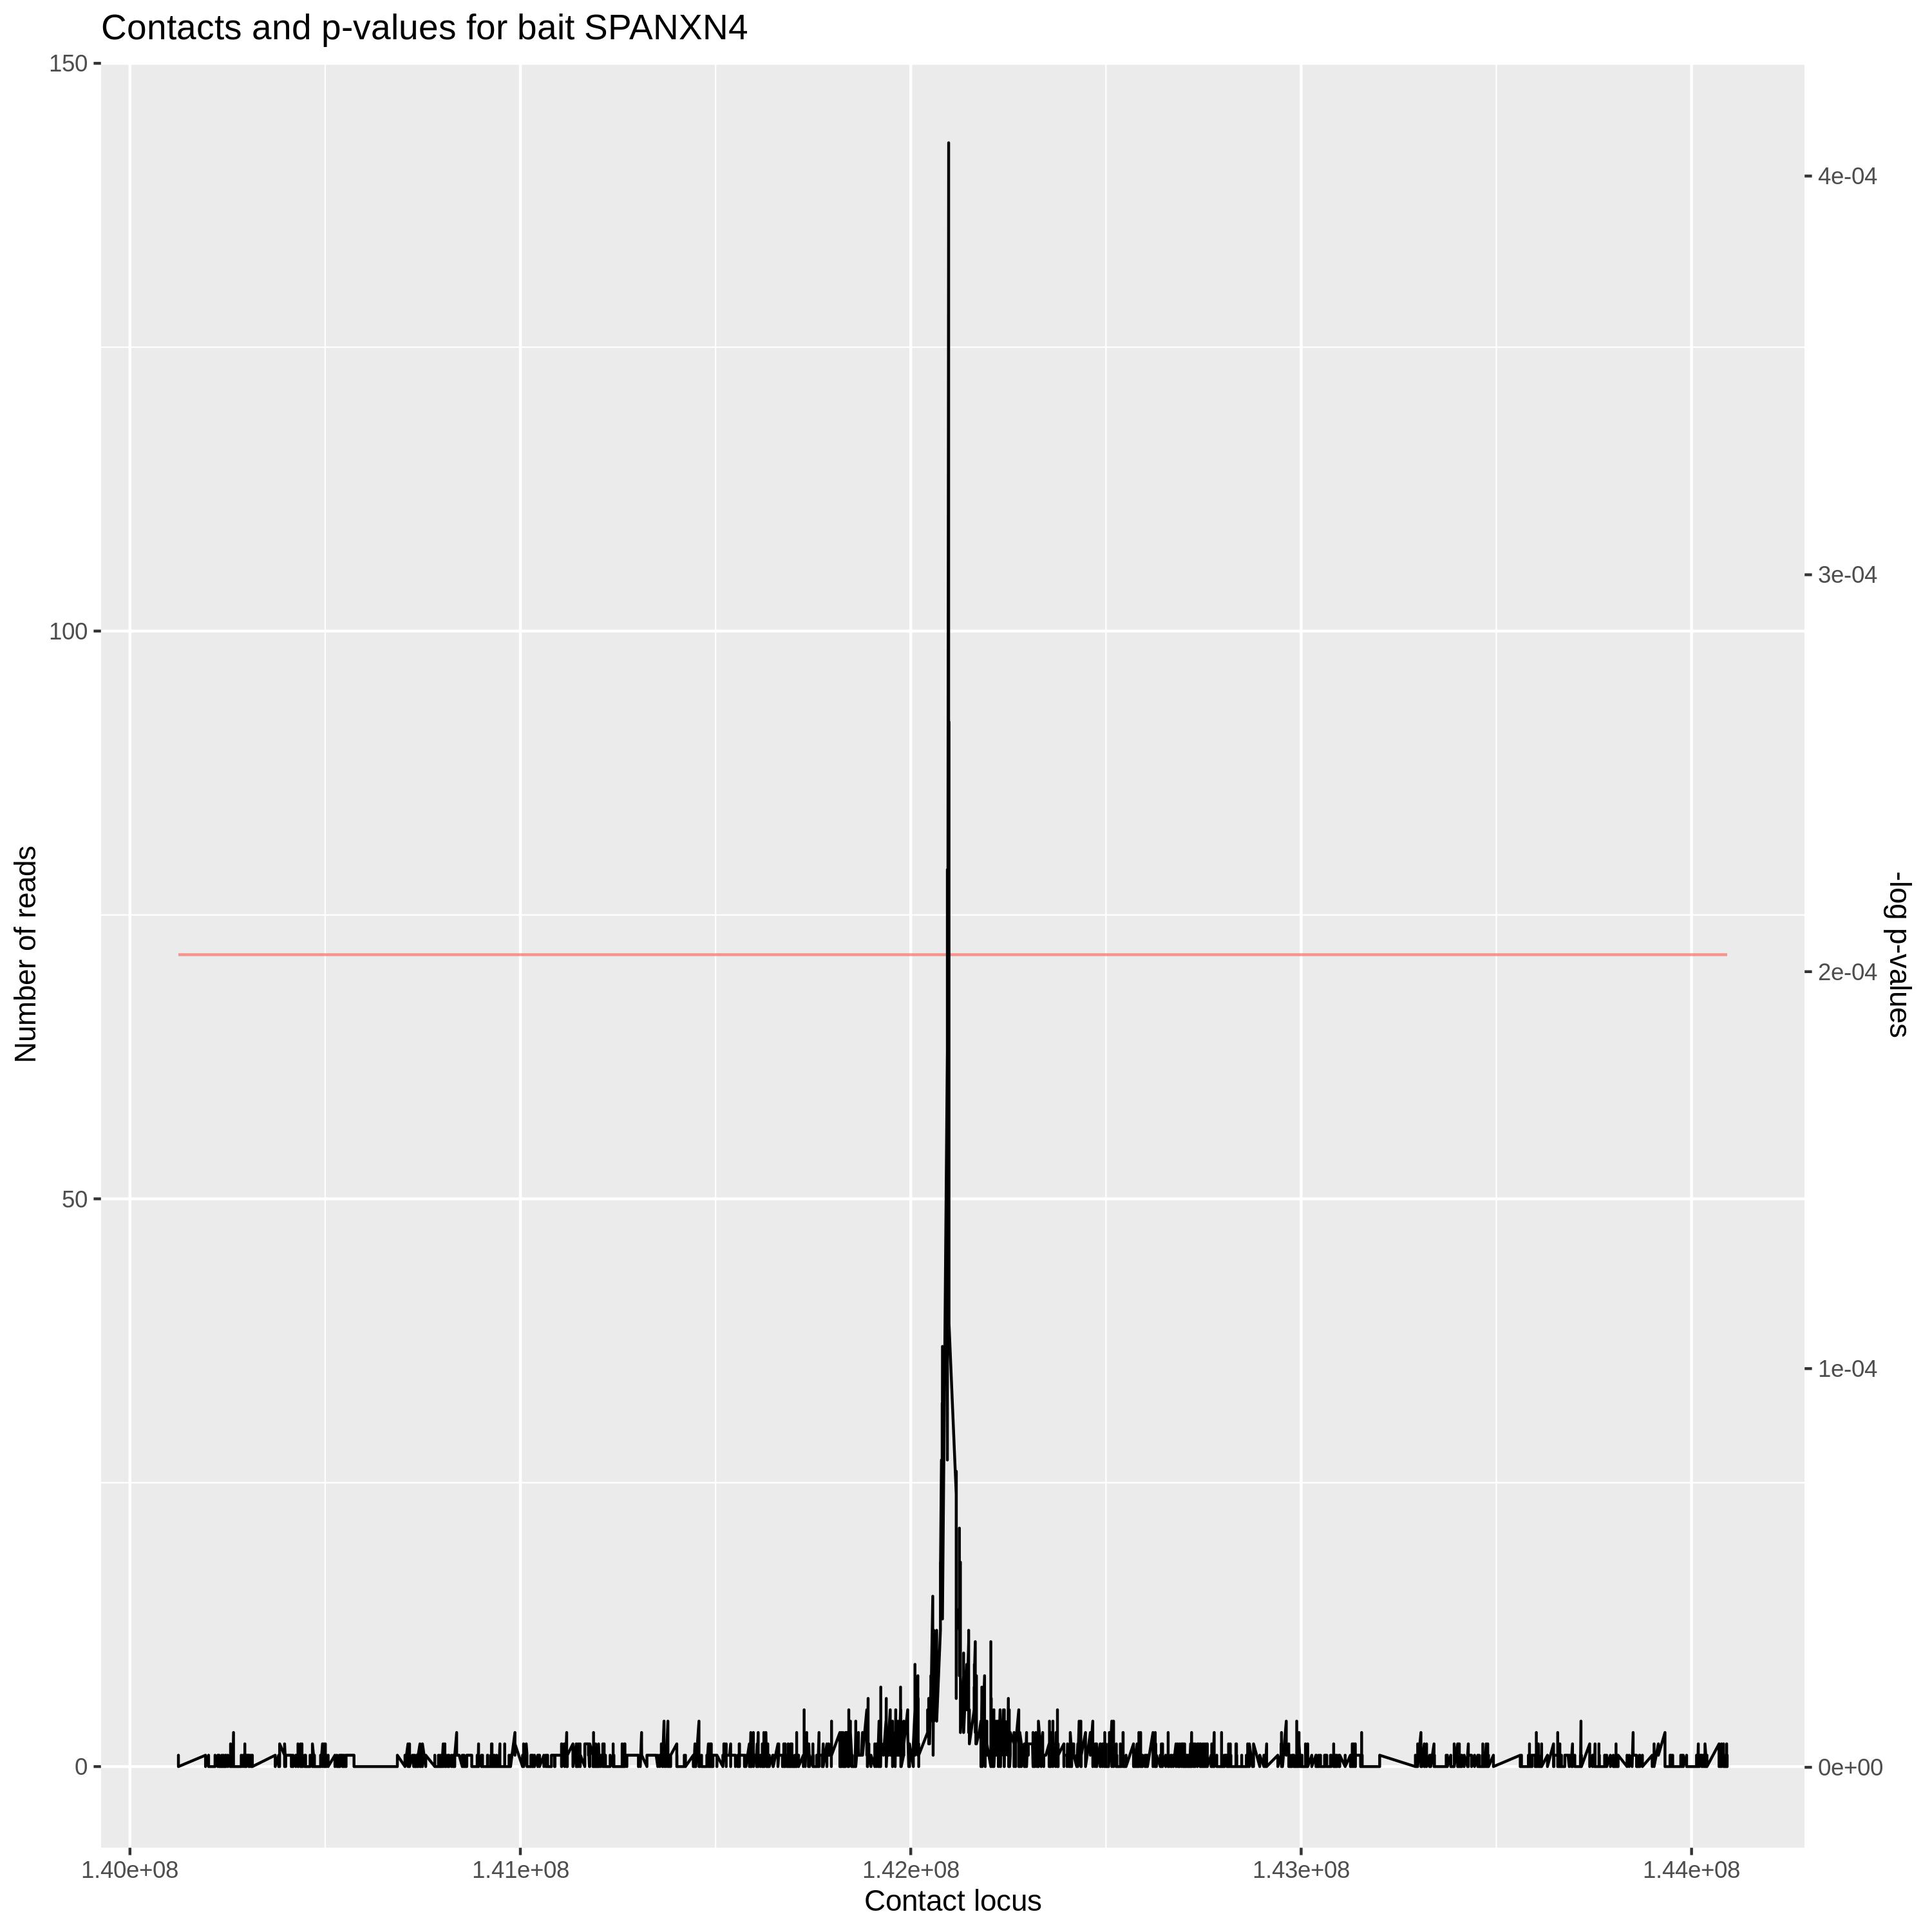 Contacts and p-values for bait SPANXN4
150
100
50
0
Number of reads
4e-04
3e-04
2e-04
1e-04
0e+00
-log p-values
1.40e+08
1.41e+08
1.42e+08
1.43e+08
1.44e+08
Contact locus